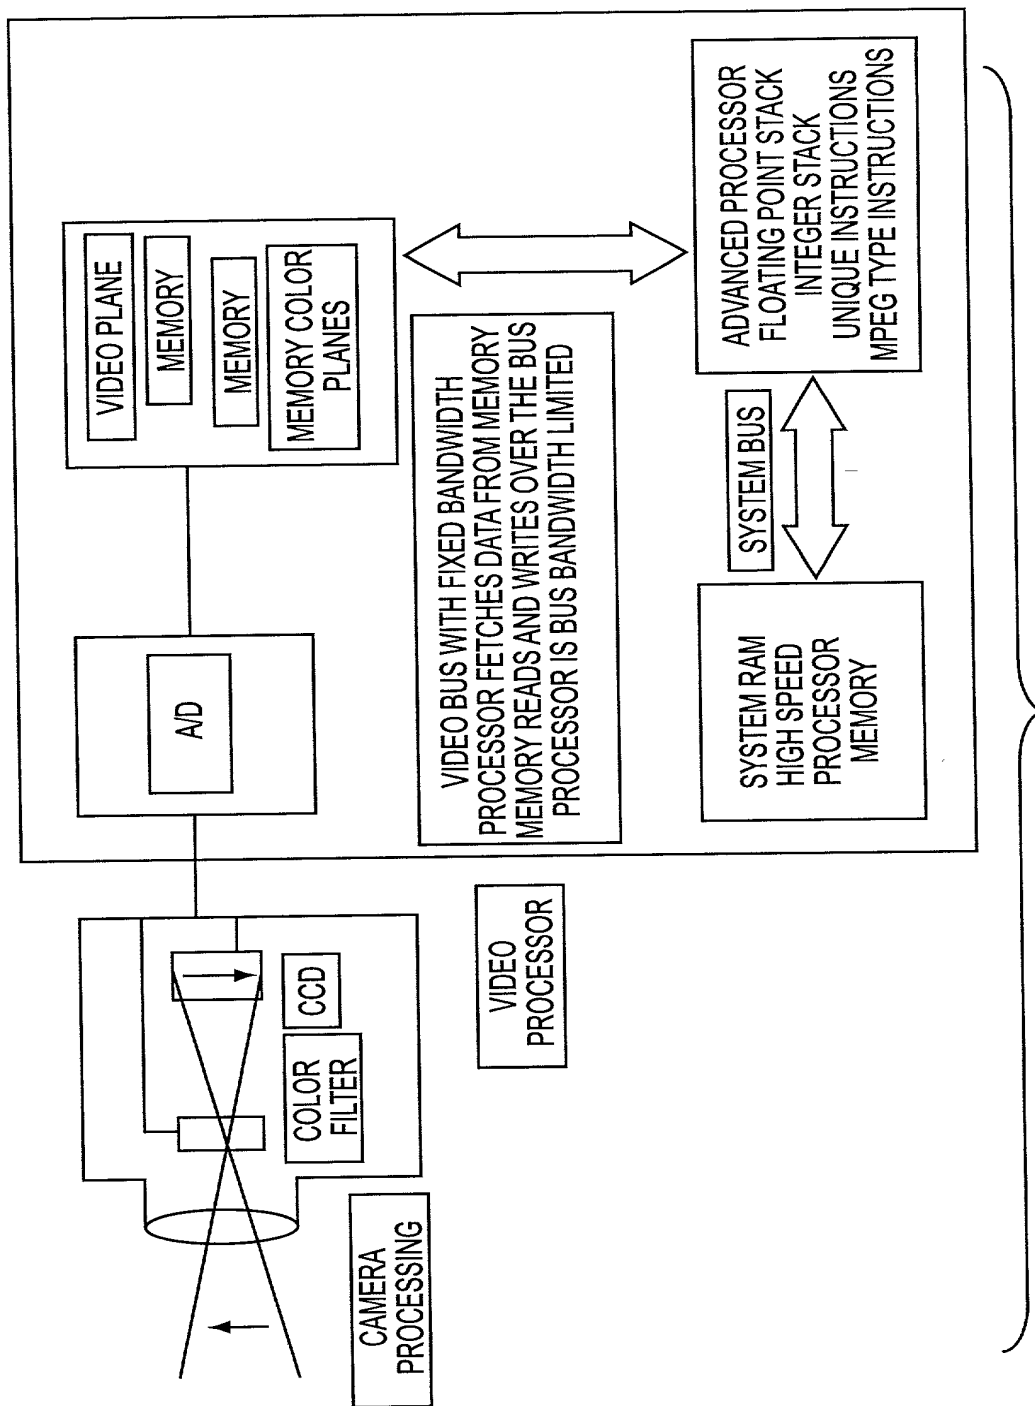 CAMERA
PROCESSING
COLOR
FILTER
CCD
VIDEO
PROCESSOR
A/D
VIDEO PLANE
MEMORY
MEMORY
MEMORY COLOR
PLANES
VIDEO BUS WITH FIXED BANDWIDTH
PROCESSOR FETCHES DATA FROM MEMORY
MEMORY READS AND WRITES OVER THE BUS
PROCESSOR IS BUS BANDWIDTH LIMITED
SYSTEM RAM
HIGH SPEED
PROCESSOR
MEMORY
SYSTEM BUS
ADVANCED PROCESSOR
FLOATING POINT STACK
INTEGER STACK
UNIQUE INSTRUCTIONS
MPEG TYPE INSTRUCTIONS